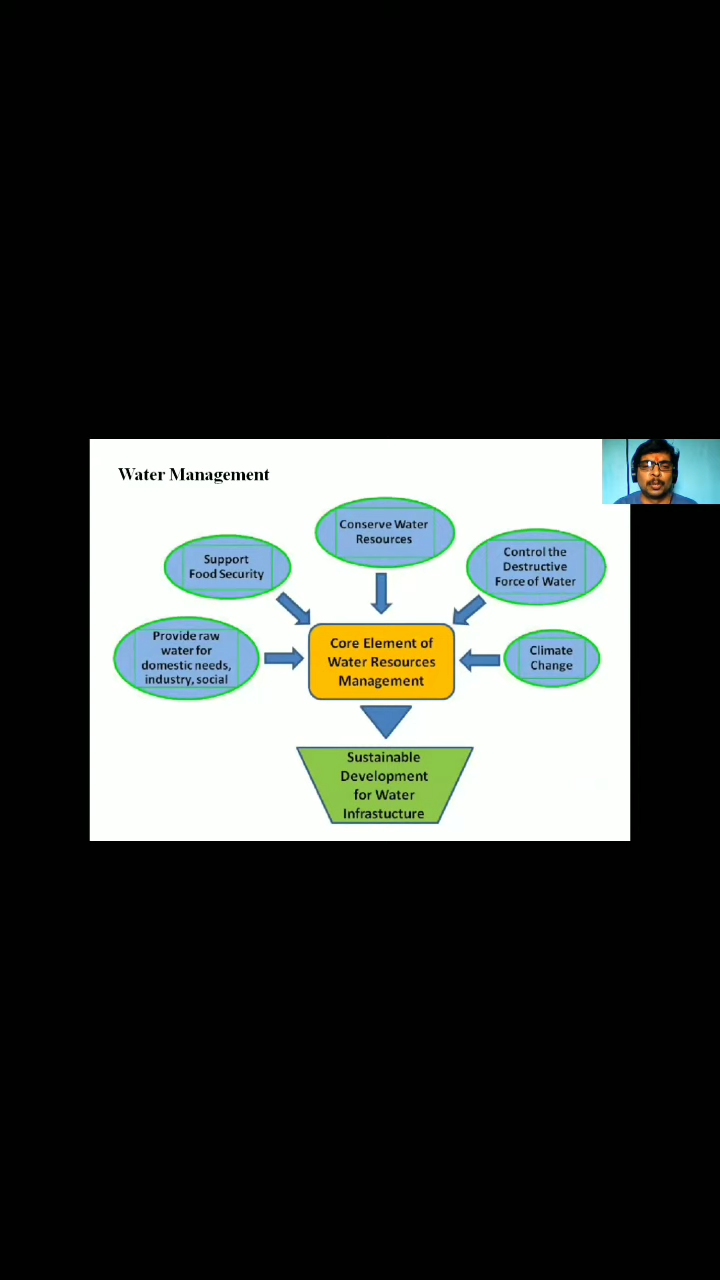 Water Management
Conserve Water
Resources
Support
Food Security
Control the
Destructive
Force of Water
Provide raw
water for
domestic needs,
industry, social
Core Element of
Water Resources
Management
Climate
Change
Sustainable
Development
for Water
Infrastucture